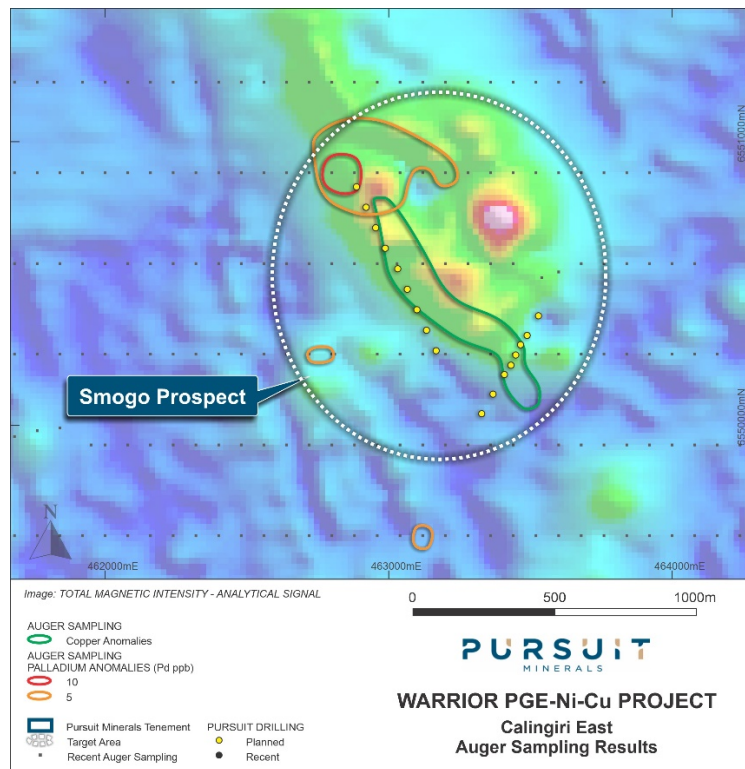 6551000mN
Smogo Prospect
6550000mN
N
462000mE 463000mE 464000mE
Image: TOTAL MAGNETIC INTENSITY - ANALYTICAL SIGNAL
0 500 1000m
AUGER SAMPLING
Copper Anomalies
AUGER SAMPLING
PALLADIUM ANOMALIES (Pd ppb)
10
5
PURSUIT
MINERALS
WARRIOR PGE-Ni-Cu PROJECT
Calingiri East
Auger Sampling Results
Pursuit Minerals Tenement
Target Area
Recent Auger Sampling
PURSUIT DRILLING
Planned
Recent